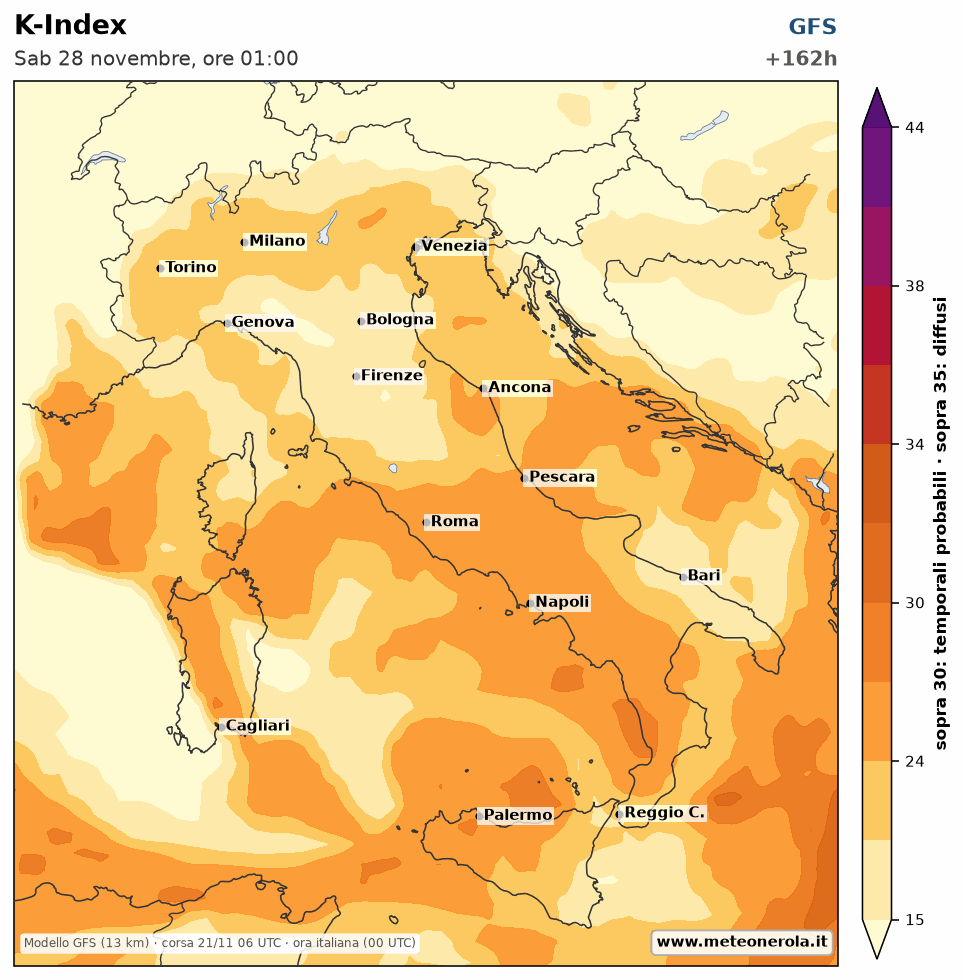 K-Index
GFS
Sab 28 novembre, ore 01:00
+162h
44
38
34
30
24
15
sopra 30: temporali probabili · sopra 35: diffusi
Milano
Venezia
Torino
Genova
Bologna
Firenze
Ancona
Pescara
Roma
Bari
Napoli
Cagliari
Palermo
Reggio C.
Modello GFS (13 km) · corsa 21/11 06 UTC · ora italiana (00 UTC)
www.meteonerola.it